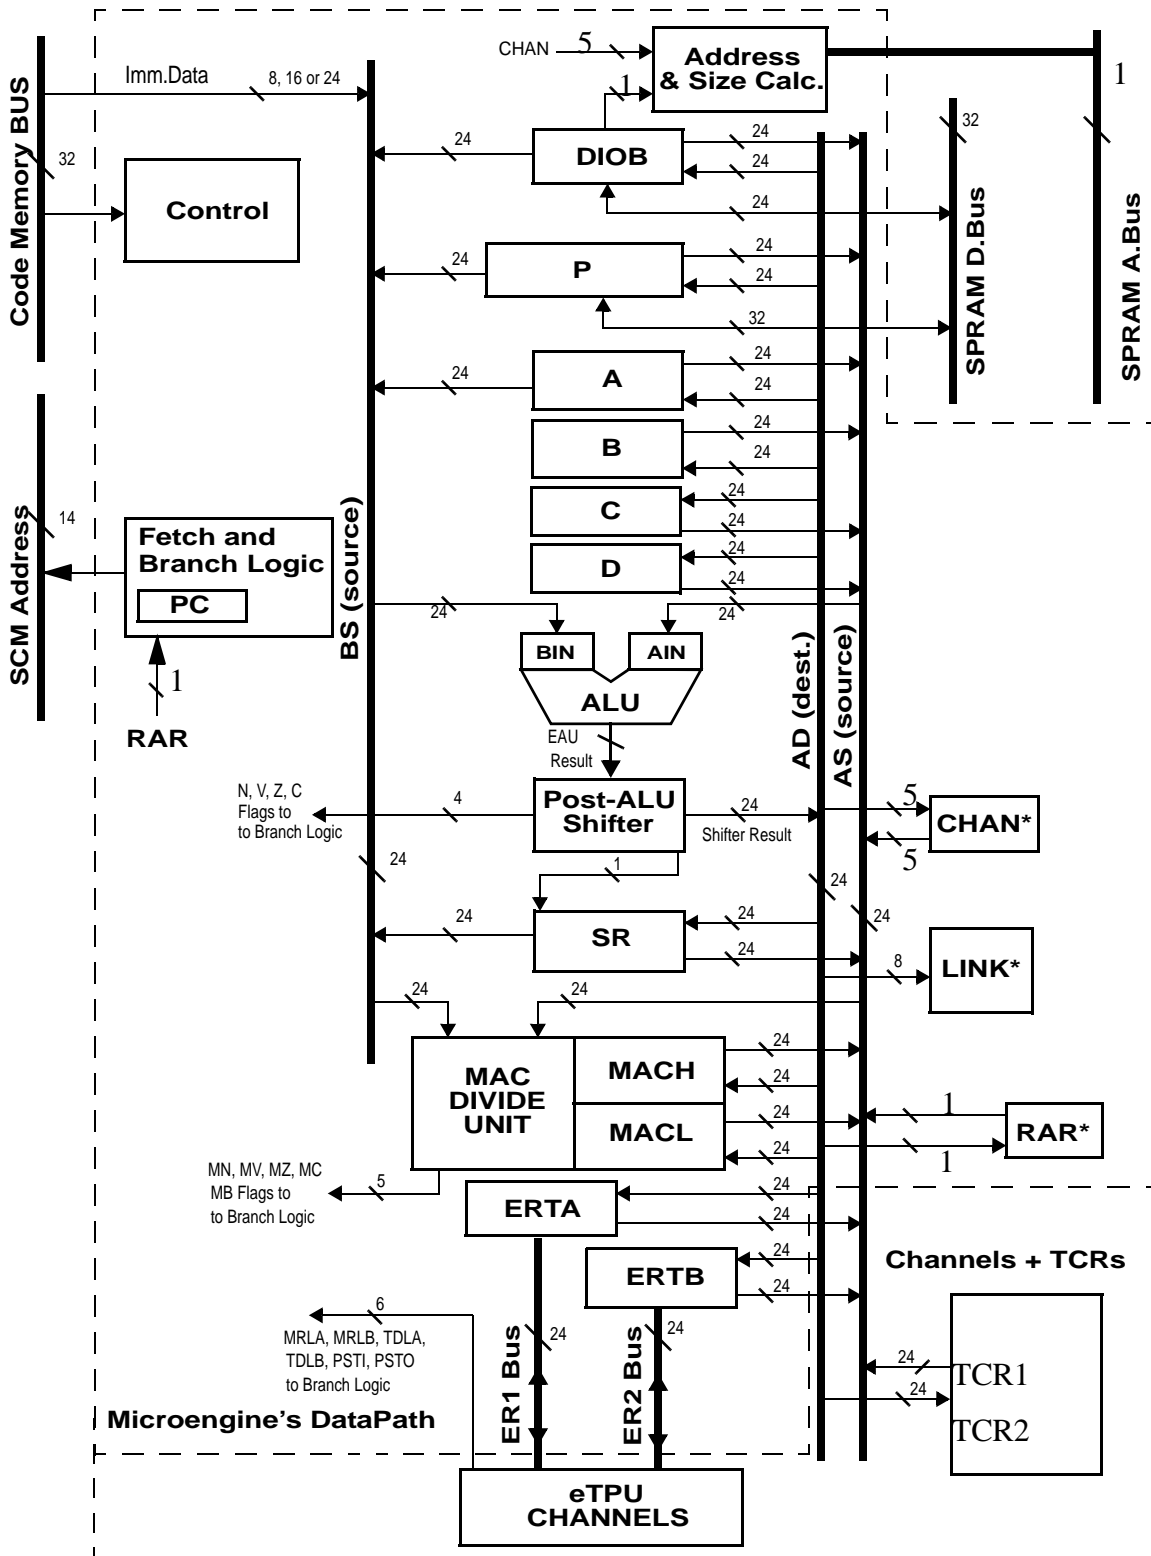 CHAN
5
Address
& Size Calc.
1
Imm.Data
8, 16 or 24
1
Code Memory BUS
32
Control
24
DIOB
24
24
24
32
SPRAM D.Bus
SPRAM A.Bus
24
P
24
24
32
24
A
24
24
B
24
24
C
24
24
D
24
24
SCM Address
14
Fetch and
Branch Logic
PC
1
RAR
BS (source)
24
24
BIN
AIN
ALU
AD (dest.)
AS (source)
EAU
Result
N, V, Z, C
Flags to
to Branch Logic
4
Post-ALU
Shifter
24
Shifter Result
5
CHAN*
5
24
1
24
24
24
SR
24
24
8
LINK*
24
24
MAC
DIVIDE
UNIT
MACH
24
24
MACL
24
24
1
RAR*
1
MN, MV, MZ, MC
MB Flags to
to Branch Logic
5
ERTA
24
24
ERTB
24
24
Channels + TCRs
6
MRLA, MRLB, TDLA,
TDLB, PSTI, PSTO
to Branch Logic
ER1 Bus
24
ER2 Bus
24
24
24
TCR1
TCR2
Microengine's DataPath
eTPU
CHANNELS